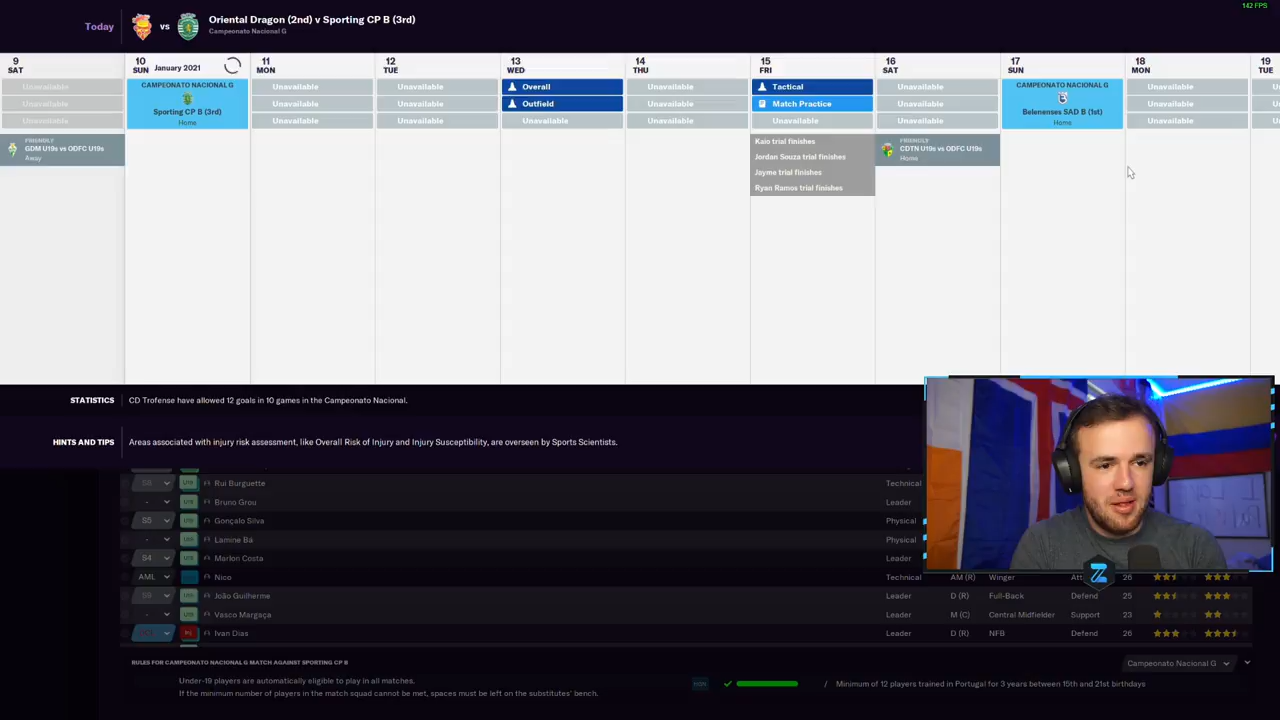 142 FPS
Today
vs
Oriental Dragon (2nd) v Sporting CP B (3rd)
Campeonato Nacional G
9
SAT
10
SUN
January 2021
11
MON
12
TUE
13
WED
14
THU
15
FRI
16
SAT
17
SUN
18
MON
19
TUE
Unavailable
CAMPEONATO NACIONAL G
Unavailable
Unavailable
Overall
Unavailable
Tactical
Unavailable
CAMPEONATO NACIONAL G
Unavailable
Unavailable
Unavailable
Unavailable
Outfield
Unavailable
Match Practice
Unavailable
Unavailable
Unavailable
Sporting CP B (3rd)
Home
Unavailable
Unavailable
Unavailable
Unavailable
Unavailable
Unavailable
Belenenses SAD B (1st)
Home
Unavailable
FRIENDLY
GDM U19s vs ODFC U19s
Away
Kaio trial finishes
Jordan Souza trial finishes
Jayme trial finishes
Ryan Ramos trial finishes
FRIENDLY
CDTN U19s vs ODFC U19s
Home
STATISTICS
CD Trofense have allowed 12 goals in 10 games in the Campeonato Nacional.
HINTS AND TIPS
Areas associated with injury risk assessment, like Overall Risk of Injury and Injury Susceptibility, are overseen by Sports Scientists.
Rui Burguette Technical
- Bruno Grou Leader
S5 Gonçalo Silva Physical
- Lamine Bá Physical
S4 Marlon Costa Leader
AML Nico Technical AM (R) Winger 26
S9 João Guilherme Leader D (R) Full-Back Defend 25
- Vasco Margaça Leader M (C) Central Midfielder Support 23
Ivan Dias Leader D (R) NFB Defend 26
RULES FOR CAMPEONATO NACIONAL G MATCH AGAINST SPORTING CP B
Campeonato Nacional G
Under-19 players are automatically eligible to play in all matches.
If the minimum number of players in the match squad cannot be met, spaces must be left on the substitutes' bench.
/ Minimum of 12 players trained in Portugal for 3 years between 15th and 21st birthdays